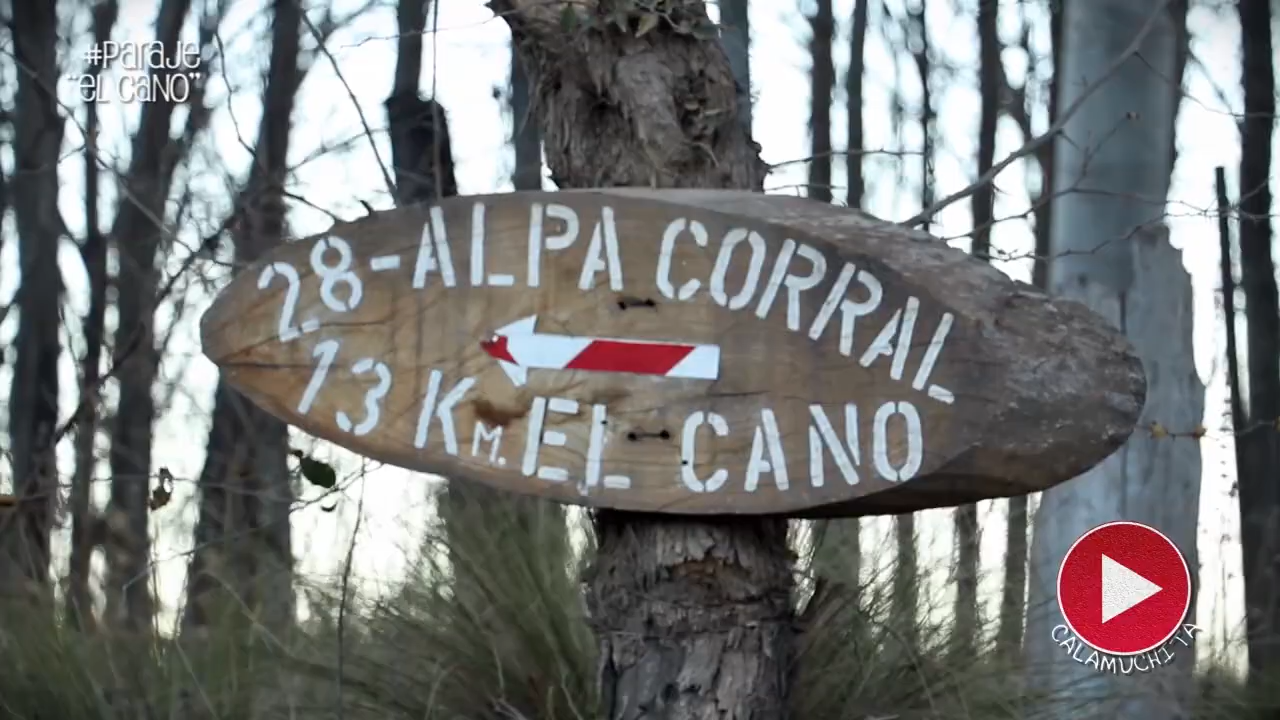 #Paraje
"El Cano"
28-ALPA CORRAL
13 Km. EL CANO
CALAMUCHITA